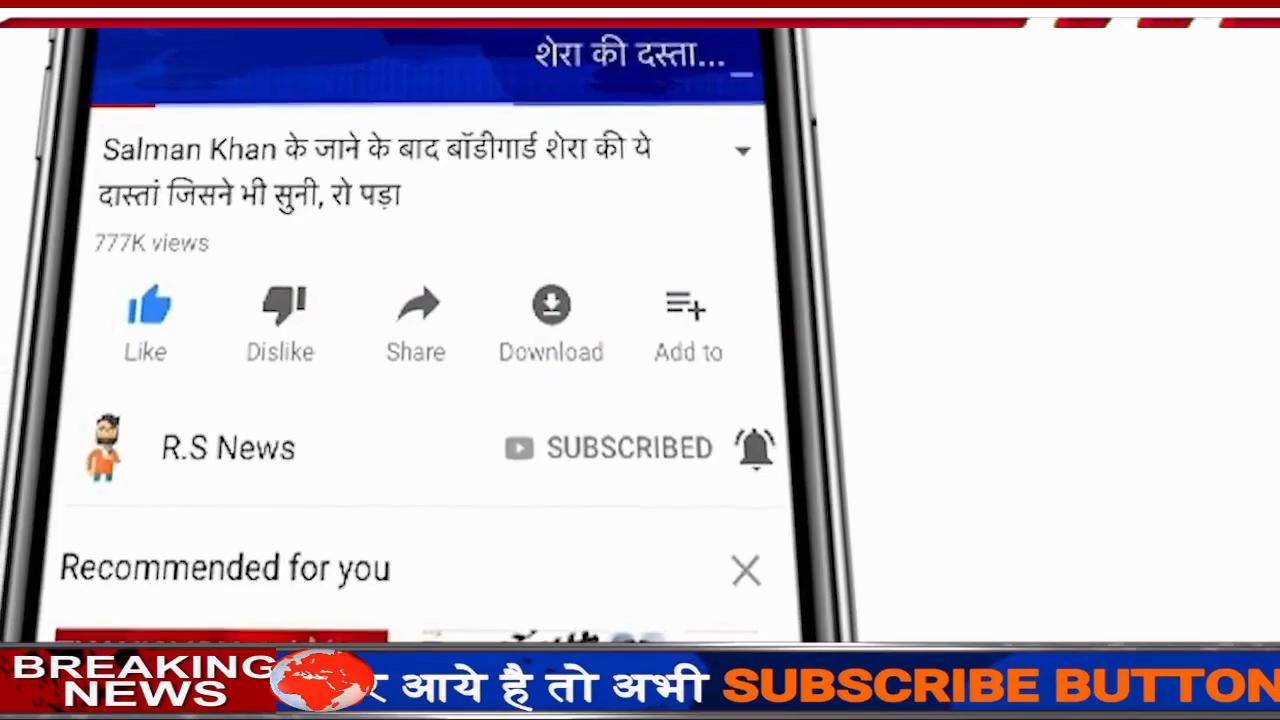 शेरा की दस्ता...
Salman Khan के जाने के बाद बॉडीगार्ड शेरा की ये
दास्तां जिसने भी सुनी, रो पड़ा
777K views
Like Dislike Share Download Add to
R.S News SUBSCRIBED
Recommended for you
BREAKING NEWS
र आये है तो अभी SUBSCRIBE BUTTON